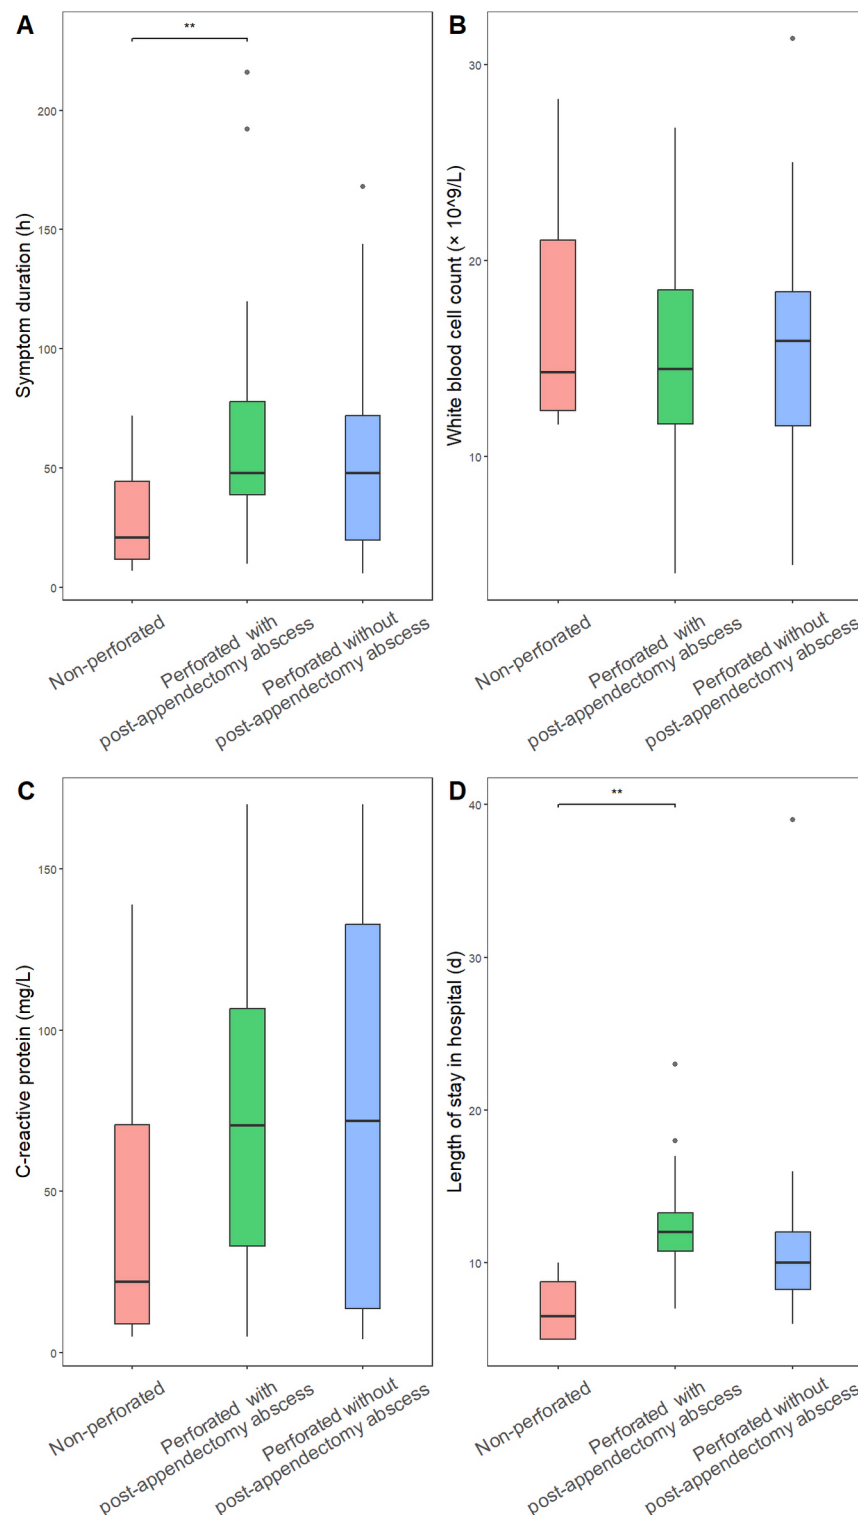 A
**
Symptom duration (h)
200
150
100
50
0
Non-perforated
Perforated with
post-appendectomy abscess
Perforated without
post-appendectomy abscess
B
White blood cell count (× 10^9/L)
30
20
10
Non-perforated
Perforated with
post-appendectomy abscess
Perforated without
post-appendectomy abscess
C
C-reactive protein (mg/L)
150
100
50
0
Non-perforated
Perforated with
post-appendectomy abscess
Perforated without
post-appendectomy abscess
D
**
Length of stay in hospital (d)
40
30
20
10
Non-perforated
Perforated with
post-appendectomy abscess
Perforated without
post-appendectomy abscess